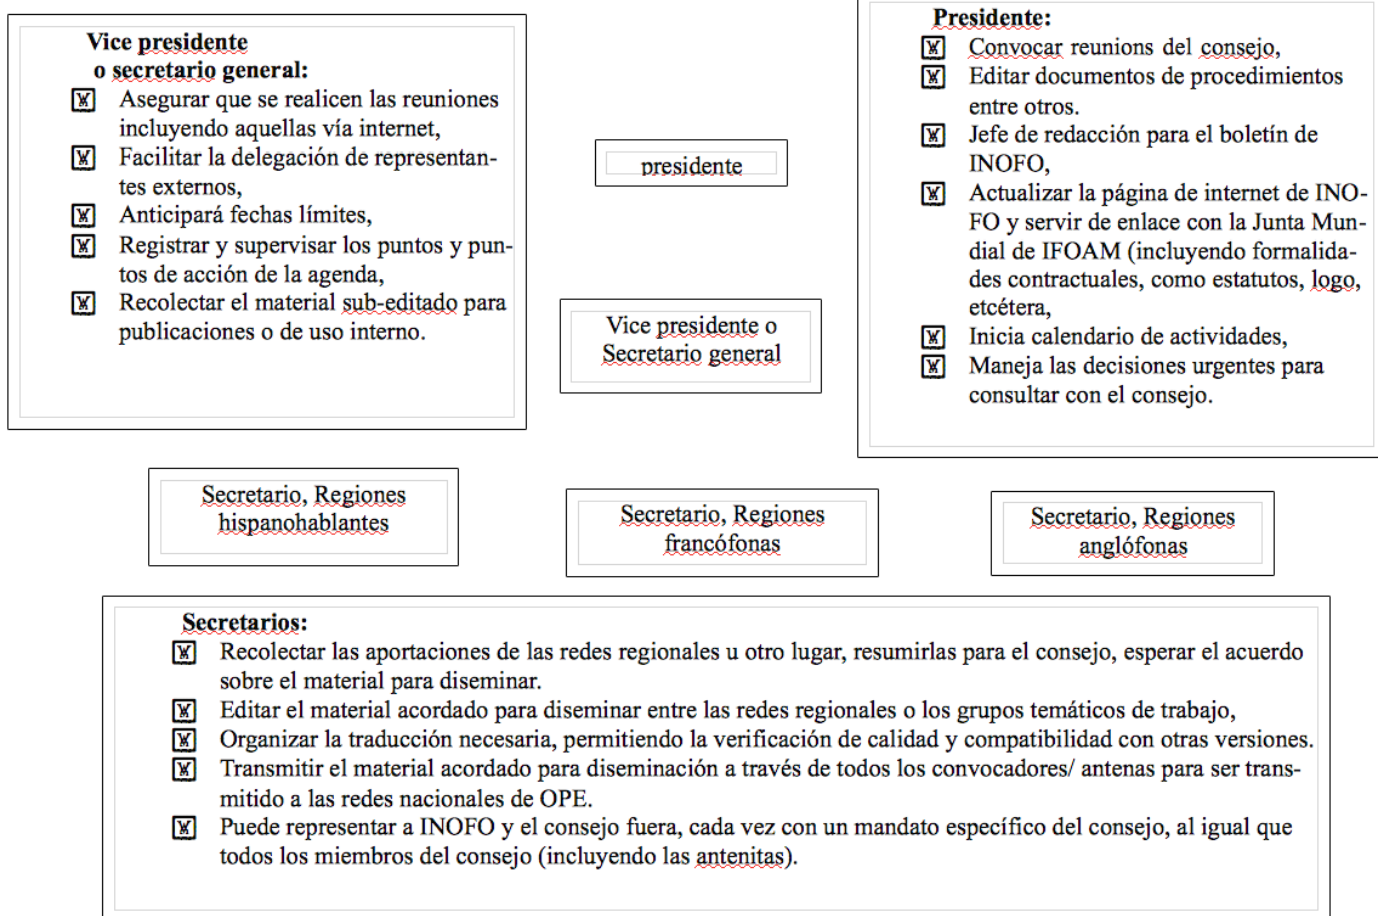 Vice presidente
o secretario general:
Asegurar que se realicen las reuniones
incluyendo aquellas vía internet,
Facilitar la delegación de representan-
tes externos,
Anticipará fechas límites,
Registrar y supervisar los puntos y pun-
tos de acción de la agenda,
Recolectar el material sub-editado para
publicaciones o de uso interno.
presidente
Vice presidente o
Secretario general
Presidente:
Convocar reunions del consejo,
Editar documentos de procedimientos
entre otros.
Jefe de redacción para el boletín de
INOFO,
Actualizar la página de internet de INO-
FO y servir de enlace con la Junta Mun-
dial de IFOAM (incluyendo formalida-
des contractuales, como estatutos, logo,
etcétera,
Inicia calendario de actividades,
Maneja las decisiones urgentes para
consultar con el consejo.
Secretario, Regiones
hispanohablantes
Secretario, Regiones
francófonas
Secretario, Regiones
anglófonas
Secretarios:
Recolectar las aportaciones de las redes regionales u otro lugar, resumirlas para el consejo, esperar el acuerdo
sobre el material para diseminar.
Editar el material acordado para diseminar entre las redes regionales o los grupos temáticos de trabajo,
Organizar la traducción necesaria, permitiendo la verificación de calidad y compatibilidad con otras versiones.
Transmitir el material acordado para diseminación a través de todos los convocadores/ antenas para ser trans-
mitido a las redes nacionales de OPE.
Puede representar a INOFO y el consejo fuera, cada vez con un mandato específico del consejo, al igual que
todos los miembros del consejo (incluyendo las antenitas).